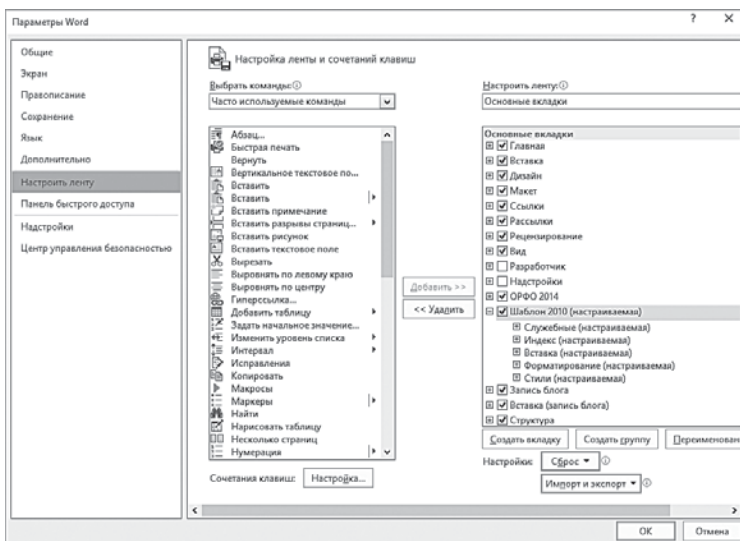 Параметры Word
? ×
Общие
Экран
Правописание
Сохранение
Язык
Дополнительно
Настроить ленту
Панель быстрого доступа
Надстройки
Центр управления безопасностью
Настройка ленты и сочетаний клавиш
Выбрать команды:
Часто используемые команды
Абзац...
Быстрая печать
Вернуть
Вертикальное текстовое по...
Вставить
Вставить
Вставить примечание
Вставить разрывы страниц...
Вставить рисунок
Вставить текстовое поле
Вырезать
Выровнять по левому краю
Выровнять по центру
Гиперссылка...
Добавить таблицу
Задать начальное значение...
Изменить уровень списка
Интервал
Исправления
Копировать
Макросы
Маркеры
Найти
Нарисовать таблицу
Несколько страниц
Нумерация
Сочетания клавиш: Настройка...
Добавить >>
<< Удалить
Настроить ленту:
Основные вкладки
Основные вкладки
Главная
Вставка
Дизайн
Макет
Ссылки
Рассылки
Рецензирование
Вид
Разработчик
Надстройки
ОРФО 2014
Шаблон 2010 (настраиваемая)
Служебные (настраиваемая)
Индекс (настраиваемая)
Вставка (настраиваемая)
Форматирование (настраиваемая)
Стили (настраиваемая)
Запись блога
Вставка (запись блога)
Структура
Создать вкладку Создать группу Переименован
Настройки: Сброс
Импорт и экспорт
ОК Отмена